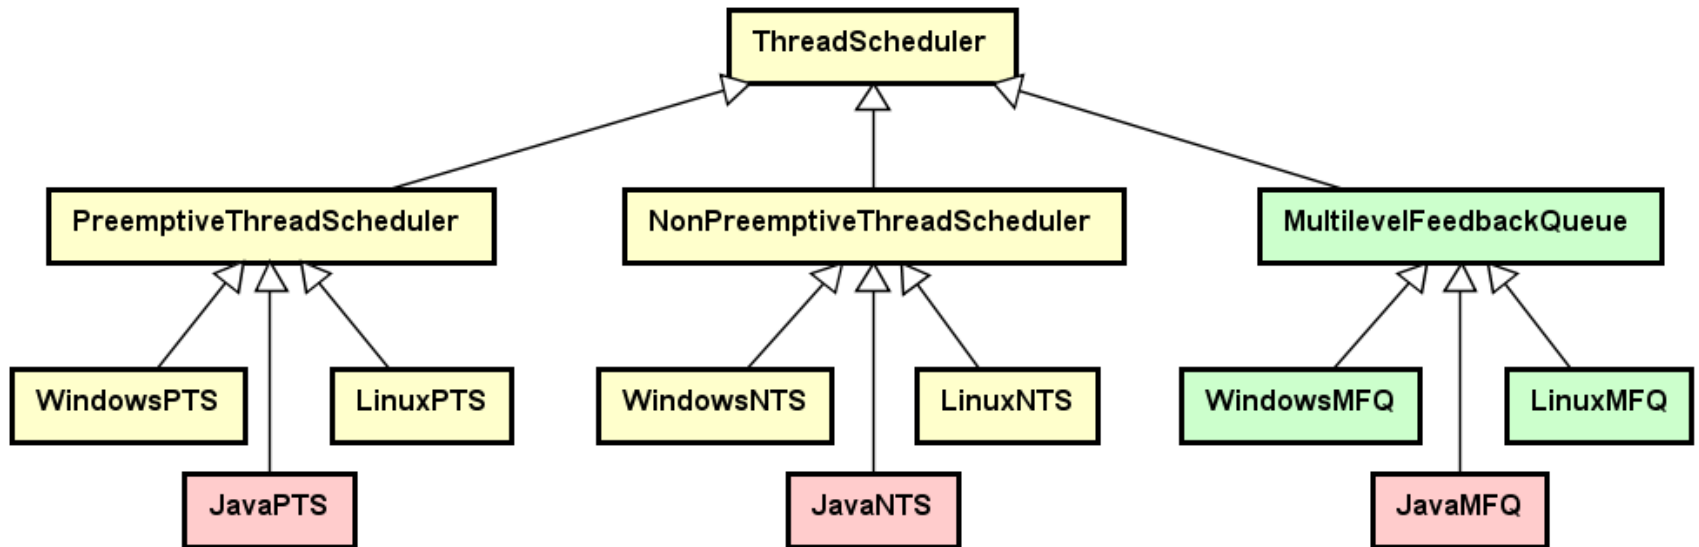 ThreadScheduler
PreemptiveThreadScheduler
NonPreemptiveThreadScheduler
MultilevelFeedbackQueue
WindowsPTS
LinuxPTS
WindowsNTS
LinuxNTS
WindowsMFQ
LinuxMFQ
JavaPTS
JavaNTS
JavaMFQ